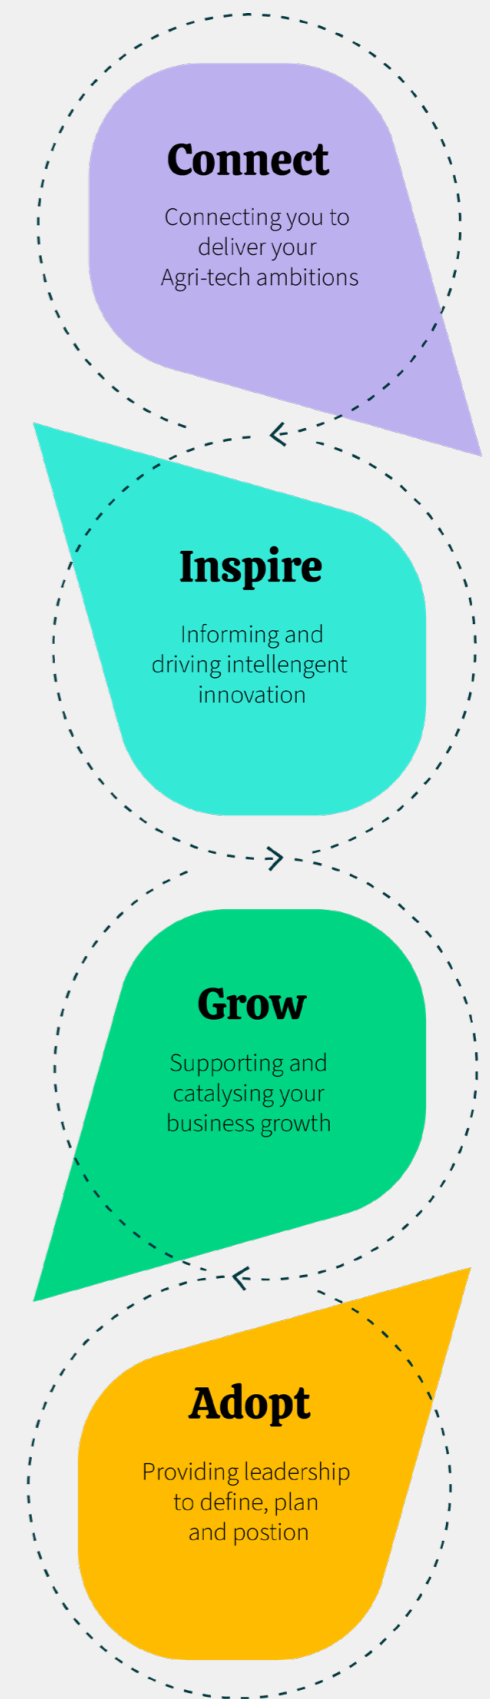 Connect
Connecting you to
deliver your
Agri-tech ambitions
Inspire
Informing and
driving intellengent
innovation
Grow
Supporting and
catalysing your
business growth
Adopt
Providing leadership
to define, plan
and postion